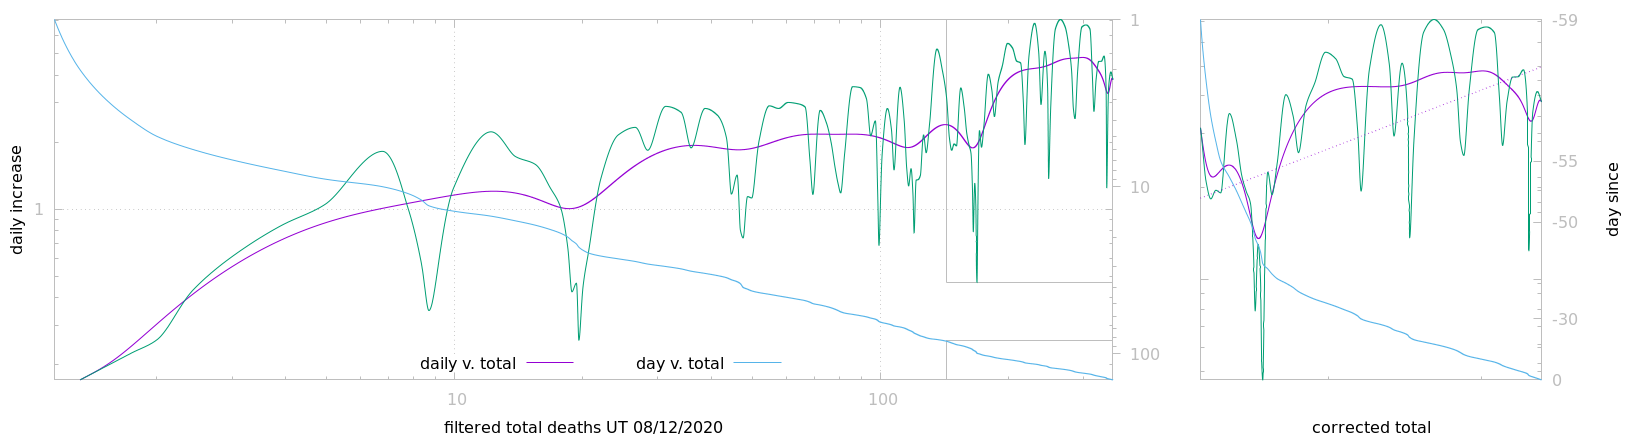 daily increase
1
1
10
100
daily v. total
day v. total
10
100
filtered total deaths UT 08/12/2020
-59
-55
-50
-30
0
day since
corrected total